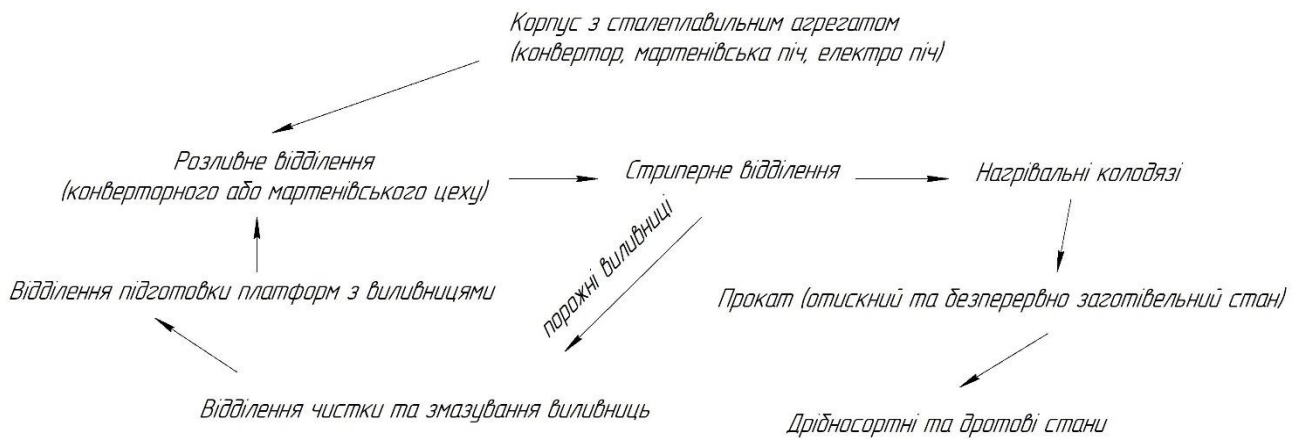 Корпус з сталеплавильним агрегатом
(конвертор, мартенівська піч, електро піч)
Розливне відділення
(конверторного або мартенівського цеху)
Стриперне відділення
Нагрівальні колодязі
порожні виливниці
Відділення підготовки платформ з виливницями
Прокат (отискний та безперервно заготівельний стан)
Відділення чистки та змазування виливниць
Дрібносортні та дротові стани